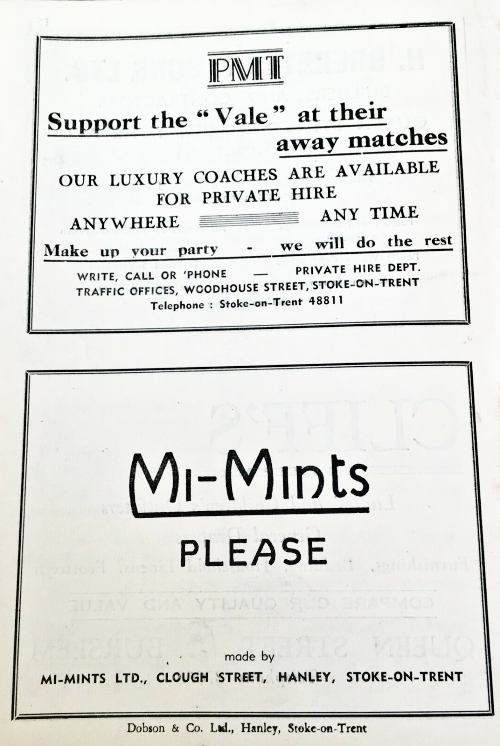 PMT
Support the "Vale" at their
away matches
OUR LUXURY COACHES ARE AVAILABLE
FOR PRIVATE HIRE
ANYWHERE ANY TIME
Make up your party - we will do the rest
WRITE, CALL OR 'PHONE — PRIVATE HIRE DEPT.
TRAFFIC OFFICES, WOODHOUSE STREET, STOKE-ON-TRENT
Telephone : Stoke-on-Trent 48811
Mi-Mints
PLEASE
made by
MI-MINTS LTD., CLOUGH STREET, HANLEY, STOKE-ON-TRENT
Dobson & Co. Ltd., Hanley, Stoke-on-Trent